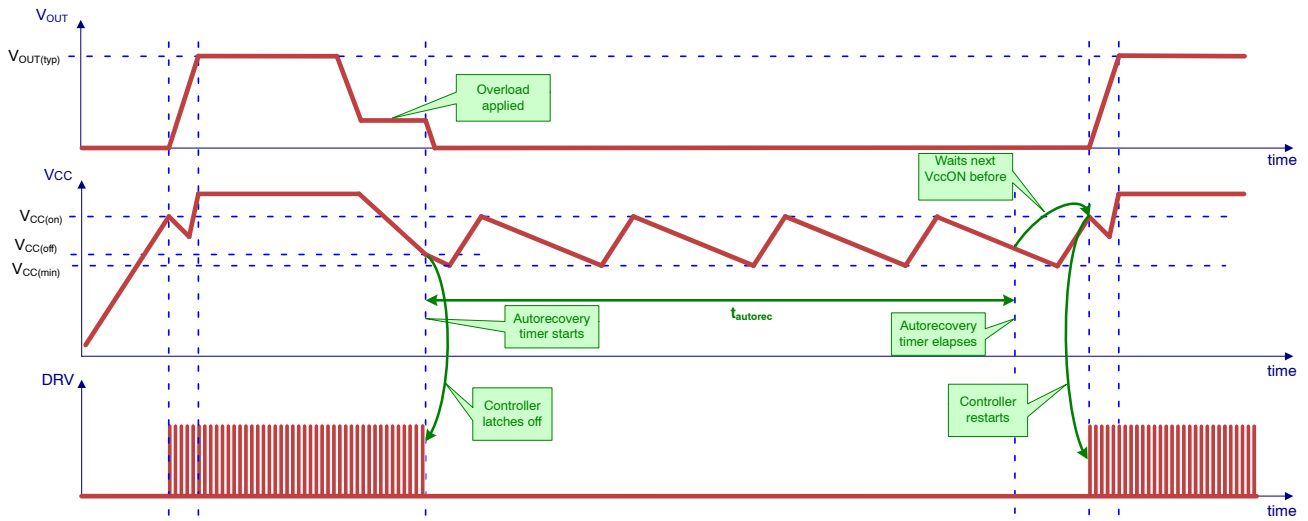 VOUT
VOUT(typ)
Overload
applied
time
VCC
Waits next
VccON before
VCC(on)
VCC(off)
VCC(min)
tautorec
Autorecovery
timer starts
Autorecovery
timer elapses
time
DRV
Controller
latches off
Controller
restarts
time